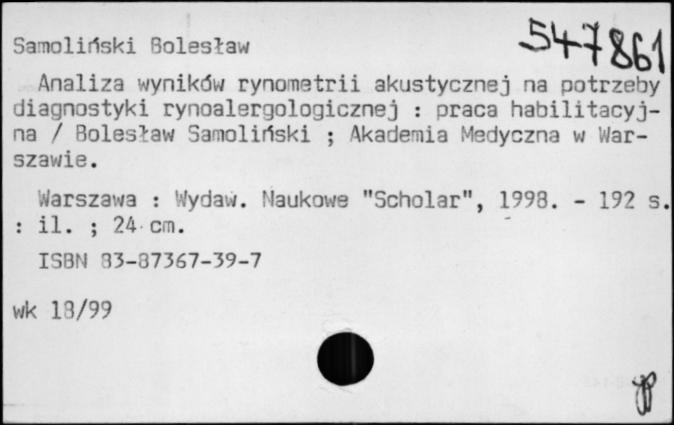 547861
Samoliński Bolesław
Analiza wyników rynometrii akustycznej na potrzeby
diagnostyki rynoalergologicznej : praca habilitacyj-
na / Bolesław Samoliński ; Akademia Medyczna w War-
szawie.
Warszawa : Wydaw. Naukowe "Scholar", 1998. - 192 s.
: il. ; 24 cm.
ISBN 83-87367-39-7
wk 18/99